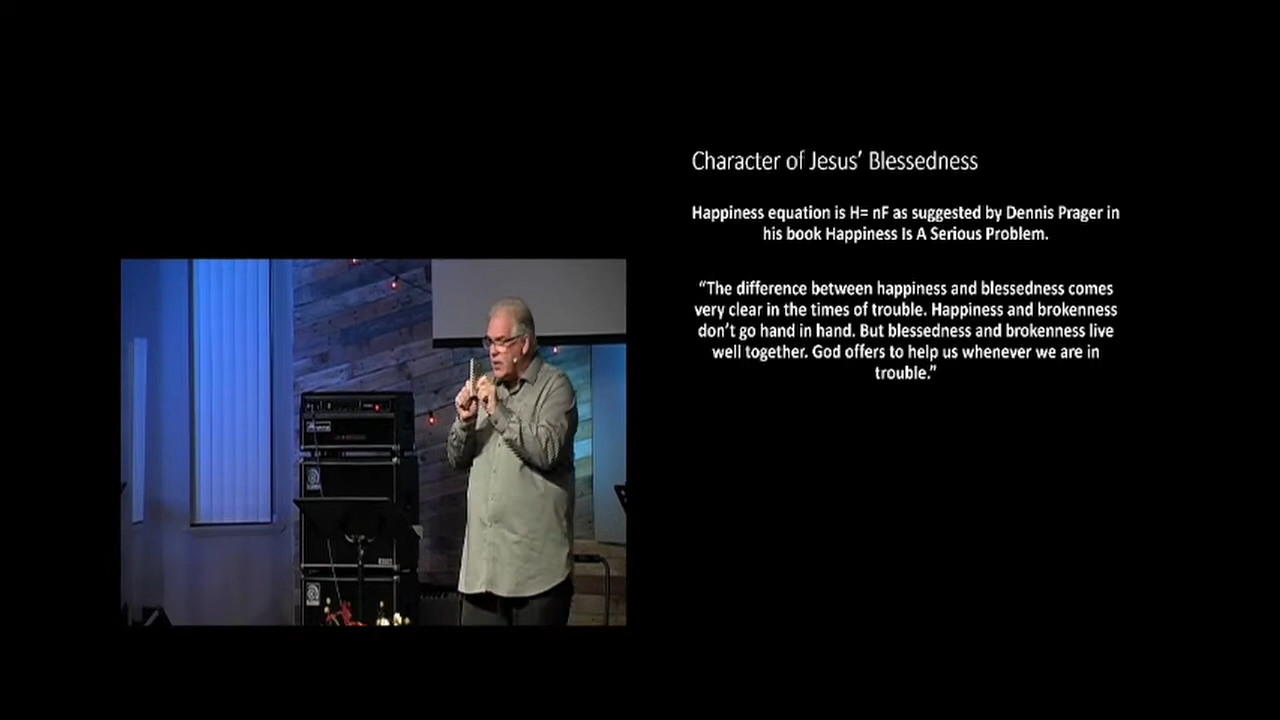 Character of Jesus’ Blessedness
Happiness equation is H= nF as suggested by Dennis Prager in
his book Happiness Is A Serious Problem.
“The difference between happiness and blessedness comes
very clear in the times of trouble. Happiness and brokenness
don’t go hand in hand. But blessedness and brokenness live
well together. God offers to help us whenever we are in
trouble.”